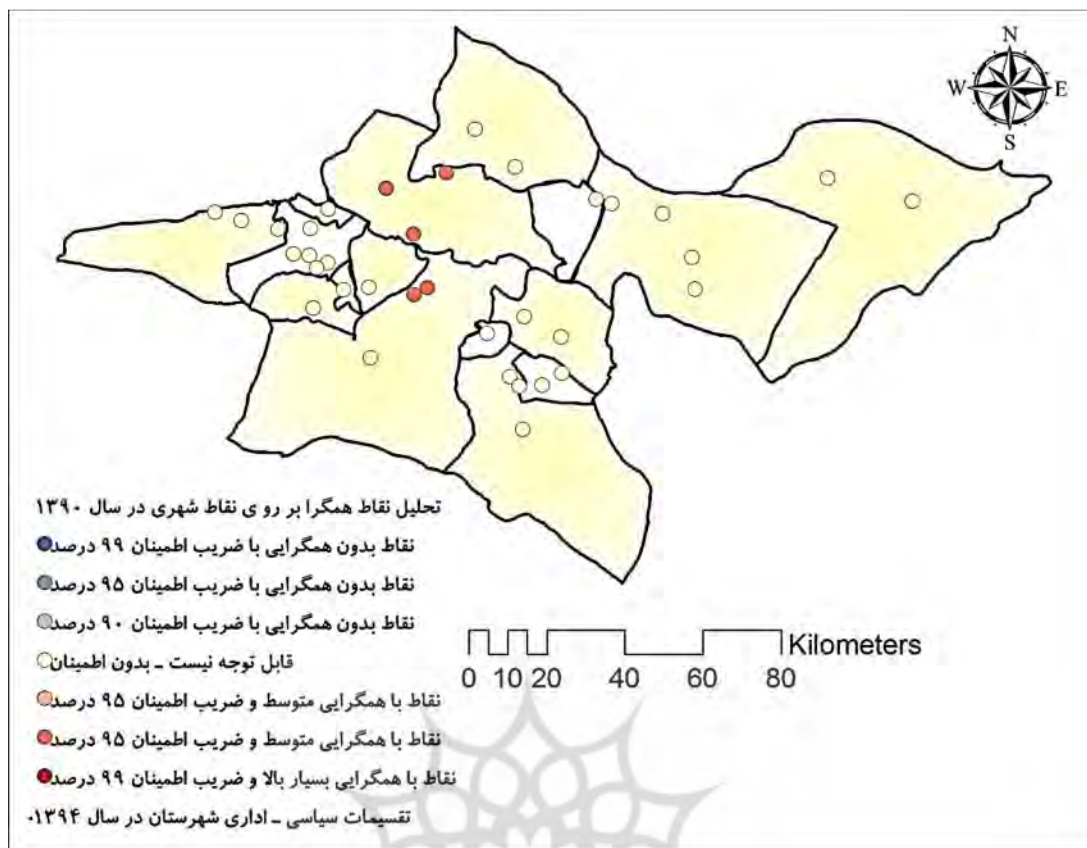 N
W E
S
تحلیل نقاط همگرا بر رو ی نقاط شهری در سال ۱۳۹۰
نقاط بدون همگرایی با ضریب اطمینان ۹۹ درصد
نقاط بدون همگرایی با ضریب اطمینان ۹۵ درصد
نقاط بدون همگرایی با ضریب اطمینان ۹۰ درصد
قابل توجه نیست ـ بدون اطمینان
نقاط با همگرایی متوسط و ضریب اطمینان ۹۵ درصد
نقاط با همگرایی متوسط و ضریب اطمینان ۹۵ درصد
نقاط با همگرایی بسیار بالا و ضریب اطمینان ۹۹ درصد
تقسیمات سیاسی ـ اداری شهرستان در سال ۱۳۹۴۰
Kilometers
0 10 20 40 60 80